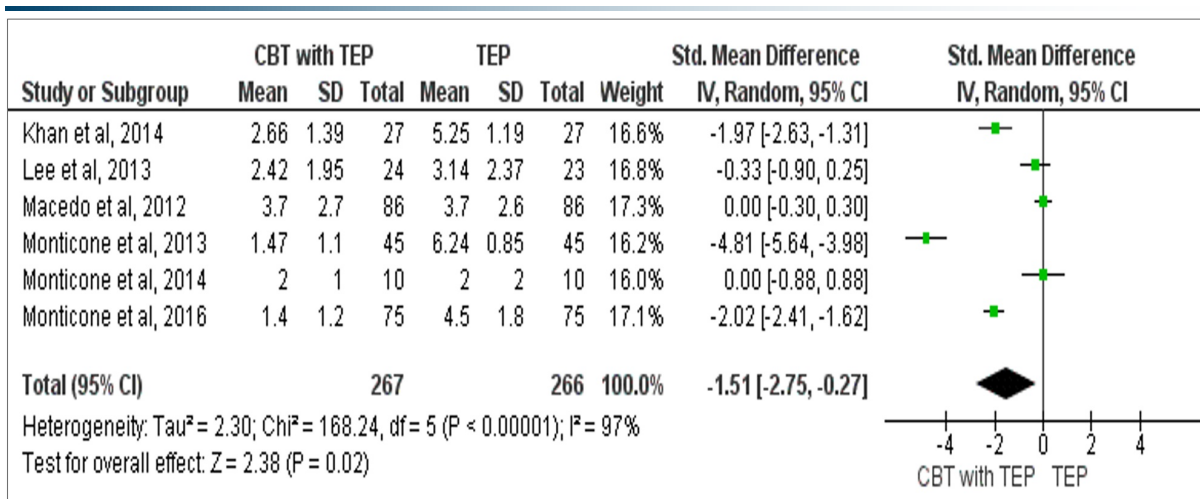 CBT with TEP TEP Std. Mean Difference Std. Mean Difference
Study or Subgroup Mean SD Total Mean SD Total Weight IV, Random, 95% CI IV, Random, 95% CI
Khan et al, 2014 2.66 1.39 27 5.25 1.19 27 16.6% -1.97 [-2.63, -1.31]
Lee et al, 2013 2.42 1.95 24 3.14 2.37 23 16.8% -0.33 [-0.90, 0.25]
Macedo et al, 2012 3.7 2.7 86 3.7 2.6 86 17.3% 0.00 [-0.30, 0.30]
Monticone et al, 2013 1.47 1.1 45 6.24 0.85 45 16.2% -4.81 [-5.64, -3.98]
Monticone et al, 2014 2 1 10 2 2 10 16.0% 0.00 [-0.88, 0.88]
Monticone et al, 2016 1.4 1.2 75 4.5 1.8 75 17.1% -2.02 [-2.41, -1.62]
Total (95% CI) 267 266 100.0% -1.51 [-2.75, -0.27]
Heterogeneity: Tau² = 2.30; Chi² = 168.24, df = 5 (P < 0.00001); I² = 97%
Test for overall effect: Z = 2.38 (P = 0.02)
-4 -2 0 2 4
CBT with TEP TEP